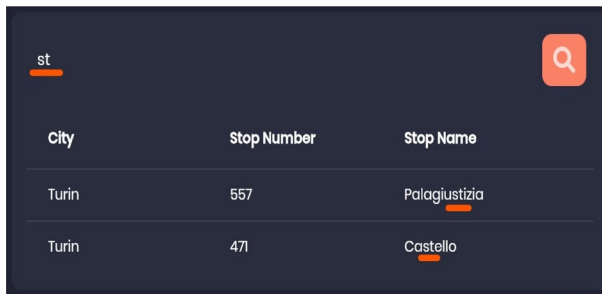 st
City Stop Number Stop Name
Turin 557 Palagiustizia
Turin 471 Castello